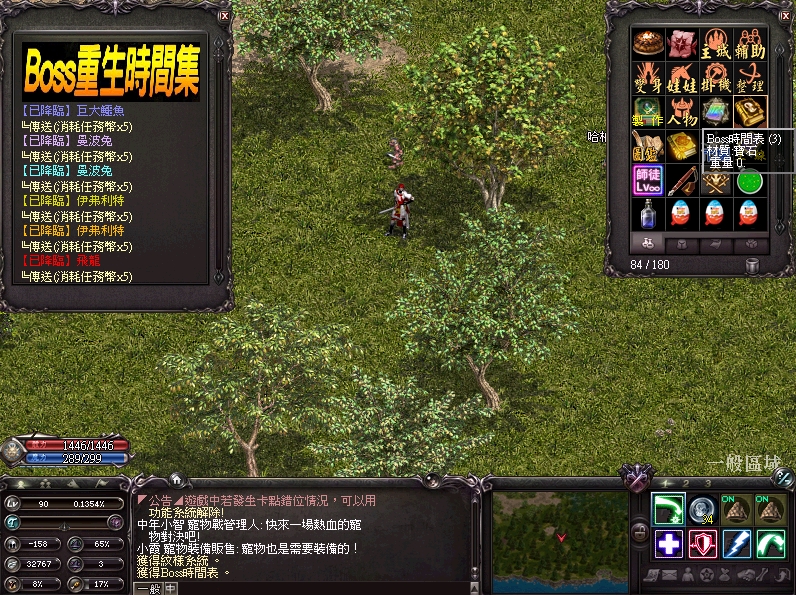 Boss重生時間集
【已降臨】巨大鱷魚
┗傳送(消耗任務幣x5)
【已降臨】曼波兔
┗傳送(消耗任務幣x5)
【已降臨】曼波兔
┗傳送(消耗任務幣x5)
【已降臨】伊弗利特
┗傳送(消耗任務幣x5)
【已降臨】伊弗利特
┗傳送(消耗任務幣x5)
【已降臨】飛龍
┗傳送(消耗任務幣x5)
主城 輔助
變身 娃娃 掛機 整理
製作 人物
圖鑑
Boss時間表 (3)
材質:寶石
重量 0.
師徒
Lv∞
84 / 180
一般區域
1446/1446
289/299
Lv 90 0.1354%
-158 65%
32767 3
8% 17%
◤公告◢遊戲中若發生卡點錯位情況，可以用
功能系統解除!
中年小智 寵物戰管理人: 快來一場熱血的寵
物對決吧!
小霞 寵物裝備販售: 寵物也是需要裝備的！
獲得紋樣系統。
獲得Boss時間表。
一般 中
2 3
ON ON